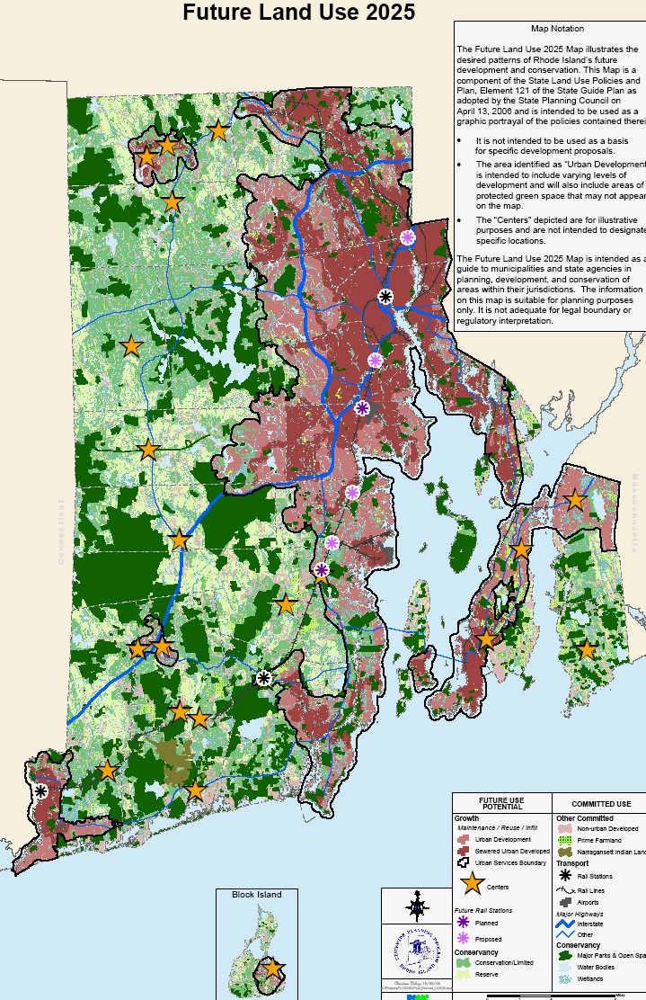 Future Land Use 2025
Map Notation
The Future Land Use 2025 Map illustrates the
desired patterns of Rhode Island's future
development and conservation. This Map is a
component of the State Land Use Policies and
Plan, Element 121 of the State Guide Plan as
adopted by the State Planning Council on
April 13, 2006 and is intended to be used as a
graphic portrayal of the policies contained therei
• It is not intended to be used as a basis
for specific development proposals.
• The area identified as "Urban Development
is intended to include varying levels of
development and will also include areas of
protected green space that may not appear
on the map.
• The "Centers" depicted are for illustrative
purposes and are not intended to designate
specific locations.
The Future Land Use 2025 Map is intended as a
guide to municipalities and state agencies in
planning, development, and conservation of
areas within their jurisdictions. The information
on this map is suitable for planning purposes
only. It is not adequate for legal boundary or
regulatory interpretation.
Connecticut
Massachusetts
Block Island
STATEWIDE PLANNING PROGRAM
RHODE ISLAND
FUTURE USE
POTENTIAL
Growth
Maintenance / Reuse / Infill
Urban Development
Sewered Urban Developed
Urban Services Boundary
Centers
Future Rail Stations
Planned
Proposed
Conservancy
Conservation/Limited
Reserve
COMMITTED USE
Other Committed
Non-urban Developed
Prime Farmland
Narragansett Indian Land
Transport
Rail Stations
Rail Lines
Airports
Major Highways
Interstate
Other
Conservancy
Major Parks & Open Spa
Water Bodies
Wetlands
Miles